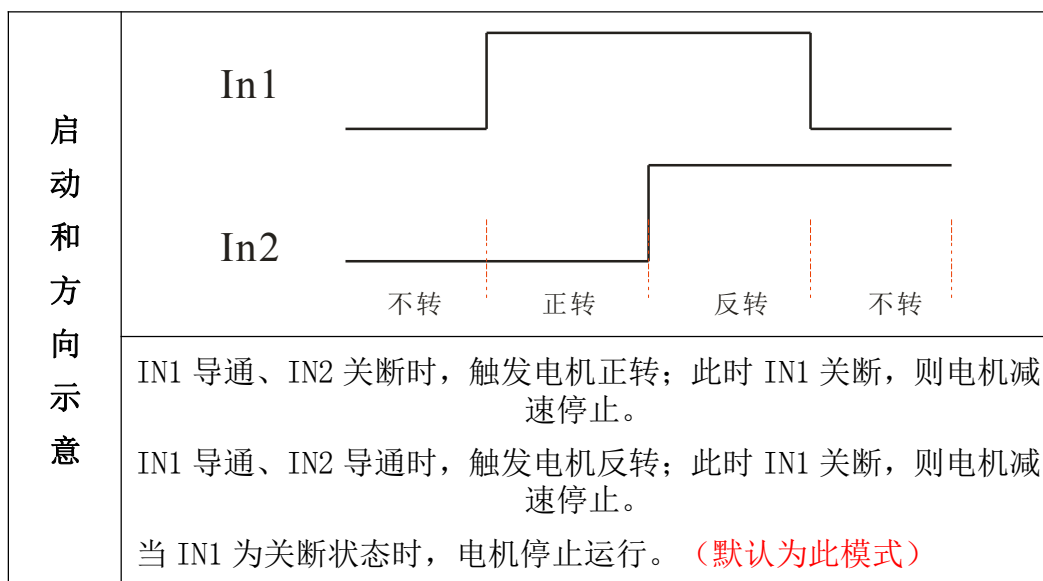 启
动
和
方
向
示
意
In1
In2
不转 正转 反转 不转
IN1 导通、IN2 关断时，触发电机正转；此时 IN1 关断，则电机减
速停止。
IN1 导通、IN2 导通时，触发电机反转；此时 IN1 关断，则电机减
速停止。
当 IN1 为关断状态时，电机停止运行。（默认为此模式）